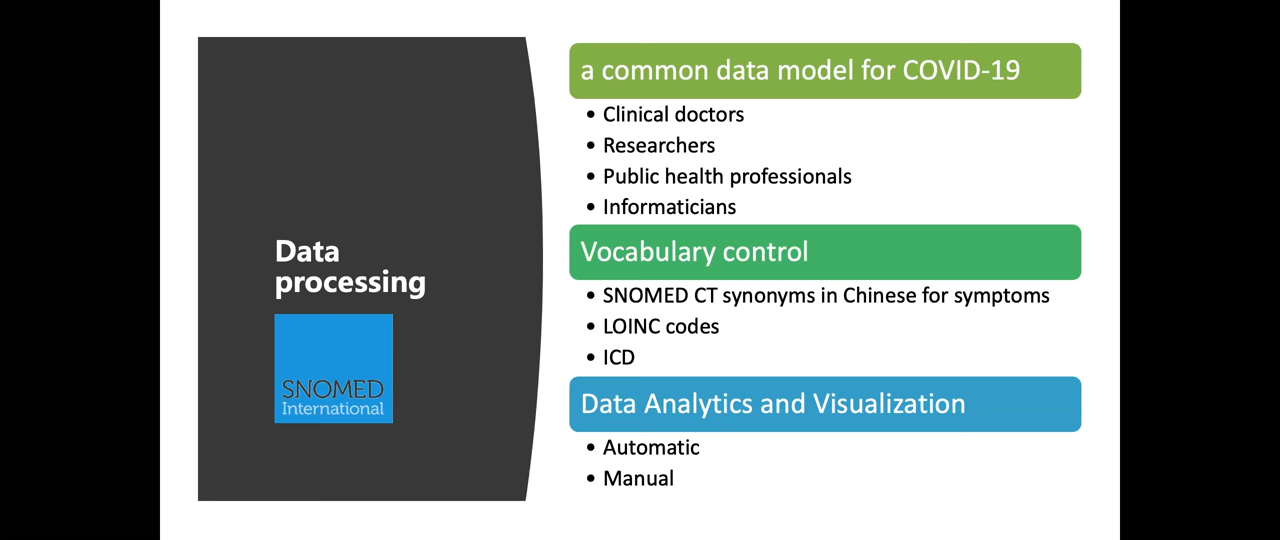 Data
processing
SNOMED
International
a common data model for COVID-19
• Clinical doctors
• Researchers
• Public health professionals
• Informaticians
Vocabulary control
• SNOMED CT synonyms in Chinese for symptoms
• LOINC codes
• ICD
Data Analytics and Visualization
• Automatic
• Manual